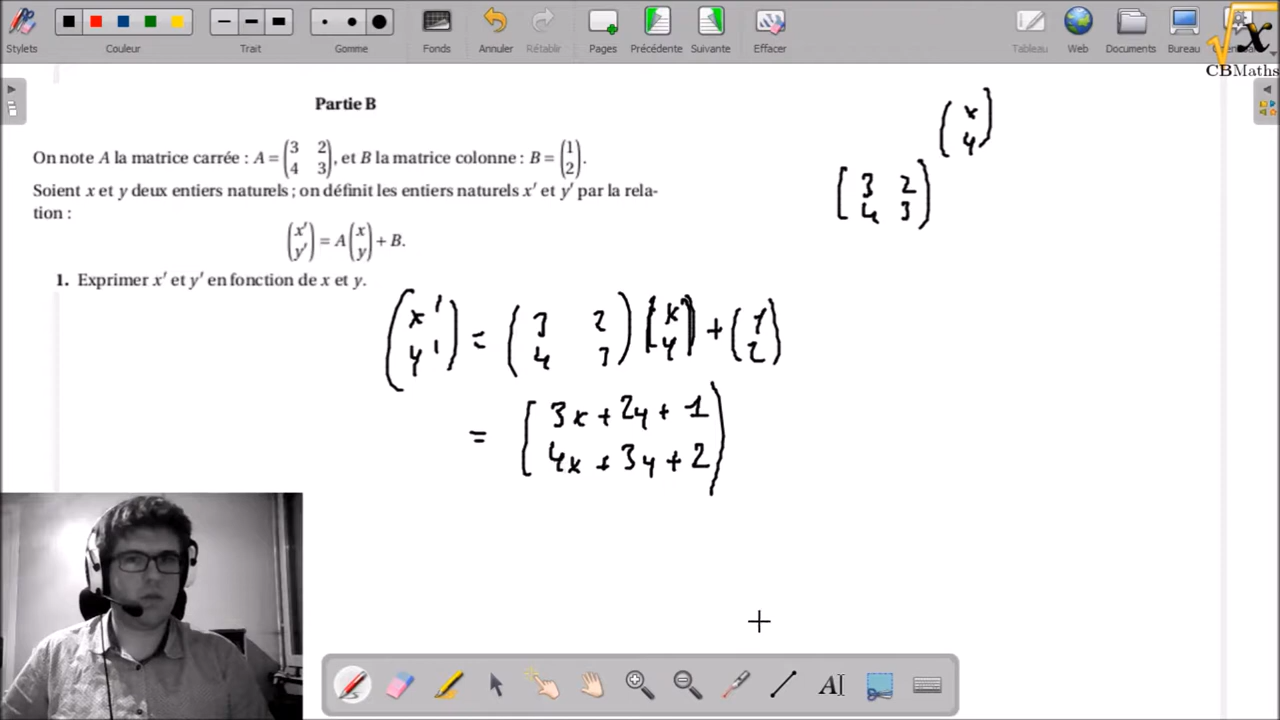 Stylets Couleur Trait Gomme Fonds Annuler Rétablir Pages Précédente Suivante Effacer Tableau Web Documents Bureau
CBMaths
Partie B
On note A la matrice carrée : A = (3 2 4 3), et B la matrice colonne : B = (1 2).
Soient x et y deux entiers naturels ; on définit les entiers naturels x′ et y′ par la rela-
tion :
(x′ y′) = A (x y) + B.
1. Exprimer x′ et y′ en fonction de x et y.
(x y)
(3 2
4 3)
(x' y') = (3 2 4 3) (x y) + (1 2)
= (3x + 2y + 1
4x + 3y + 2)
AI